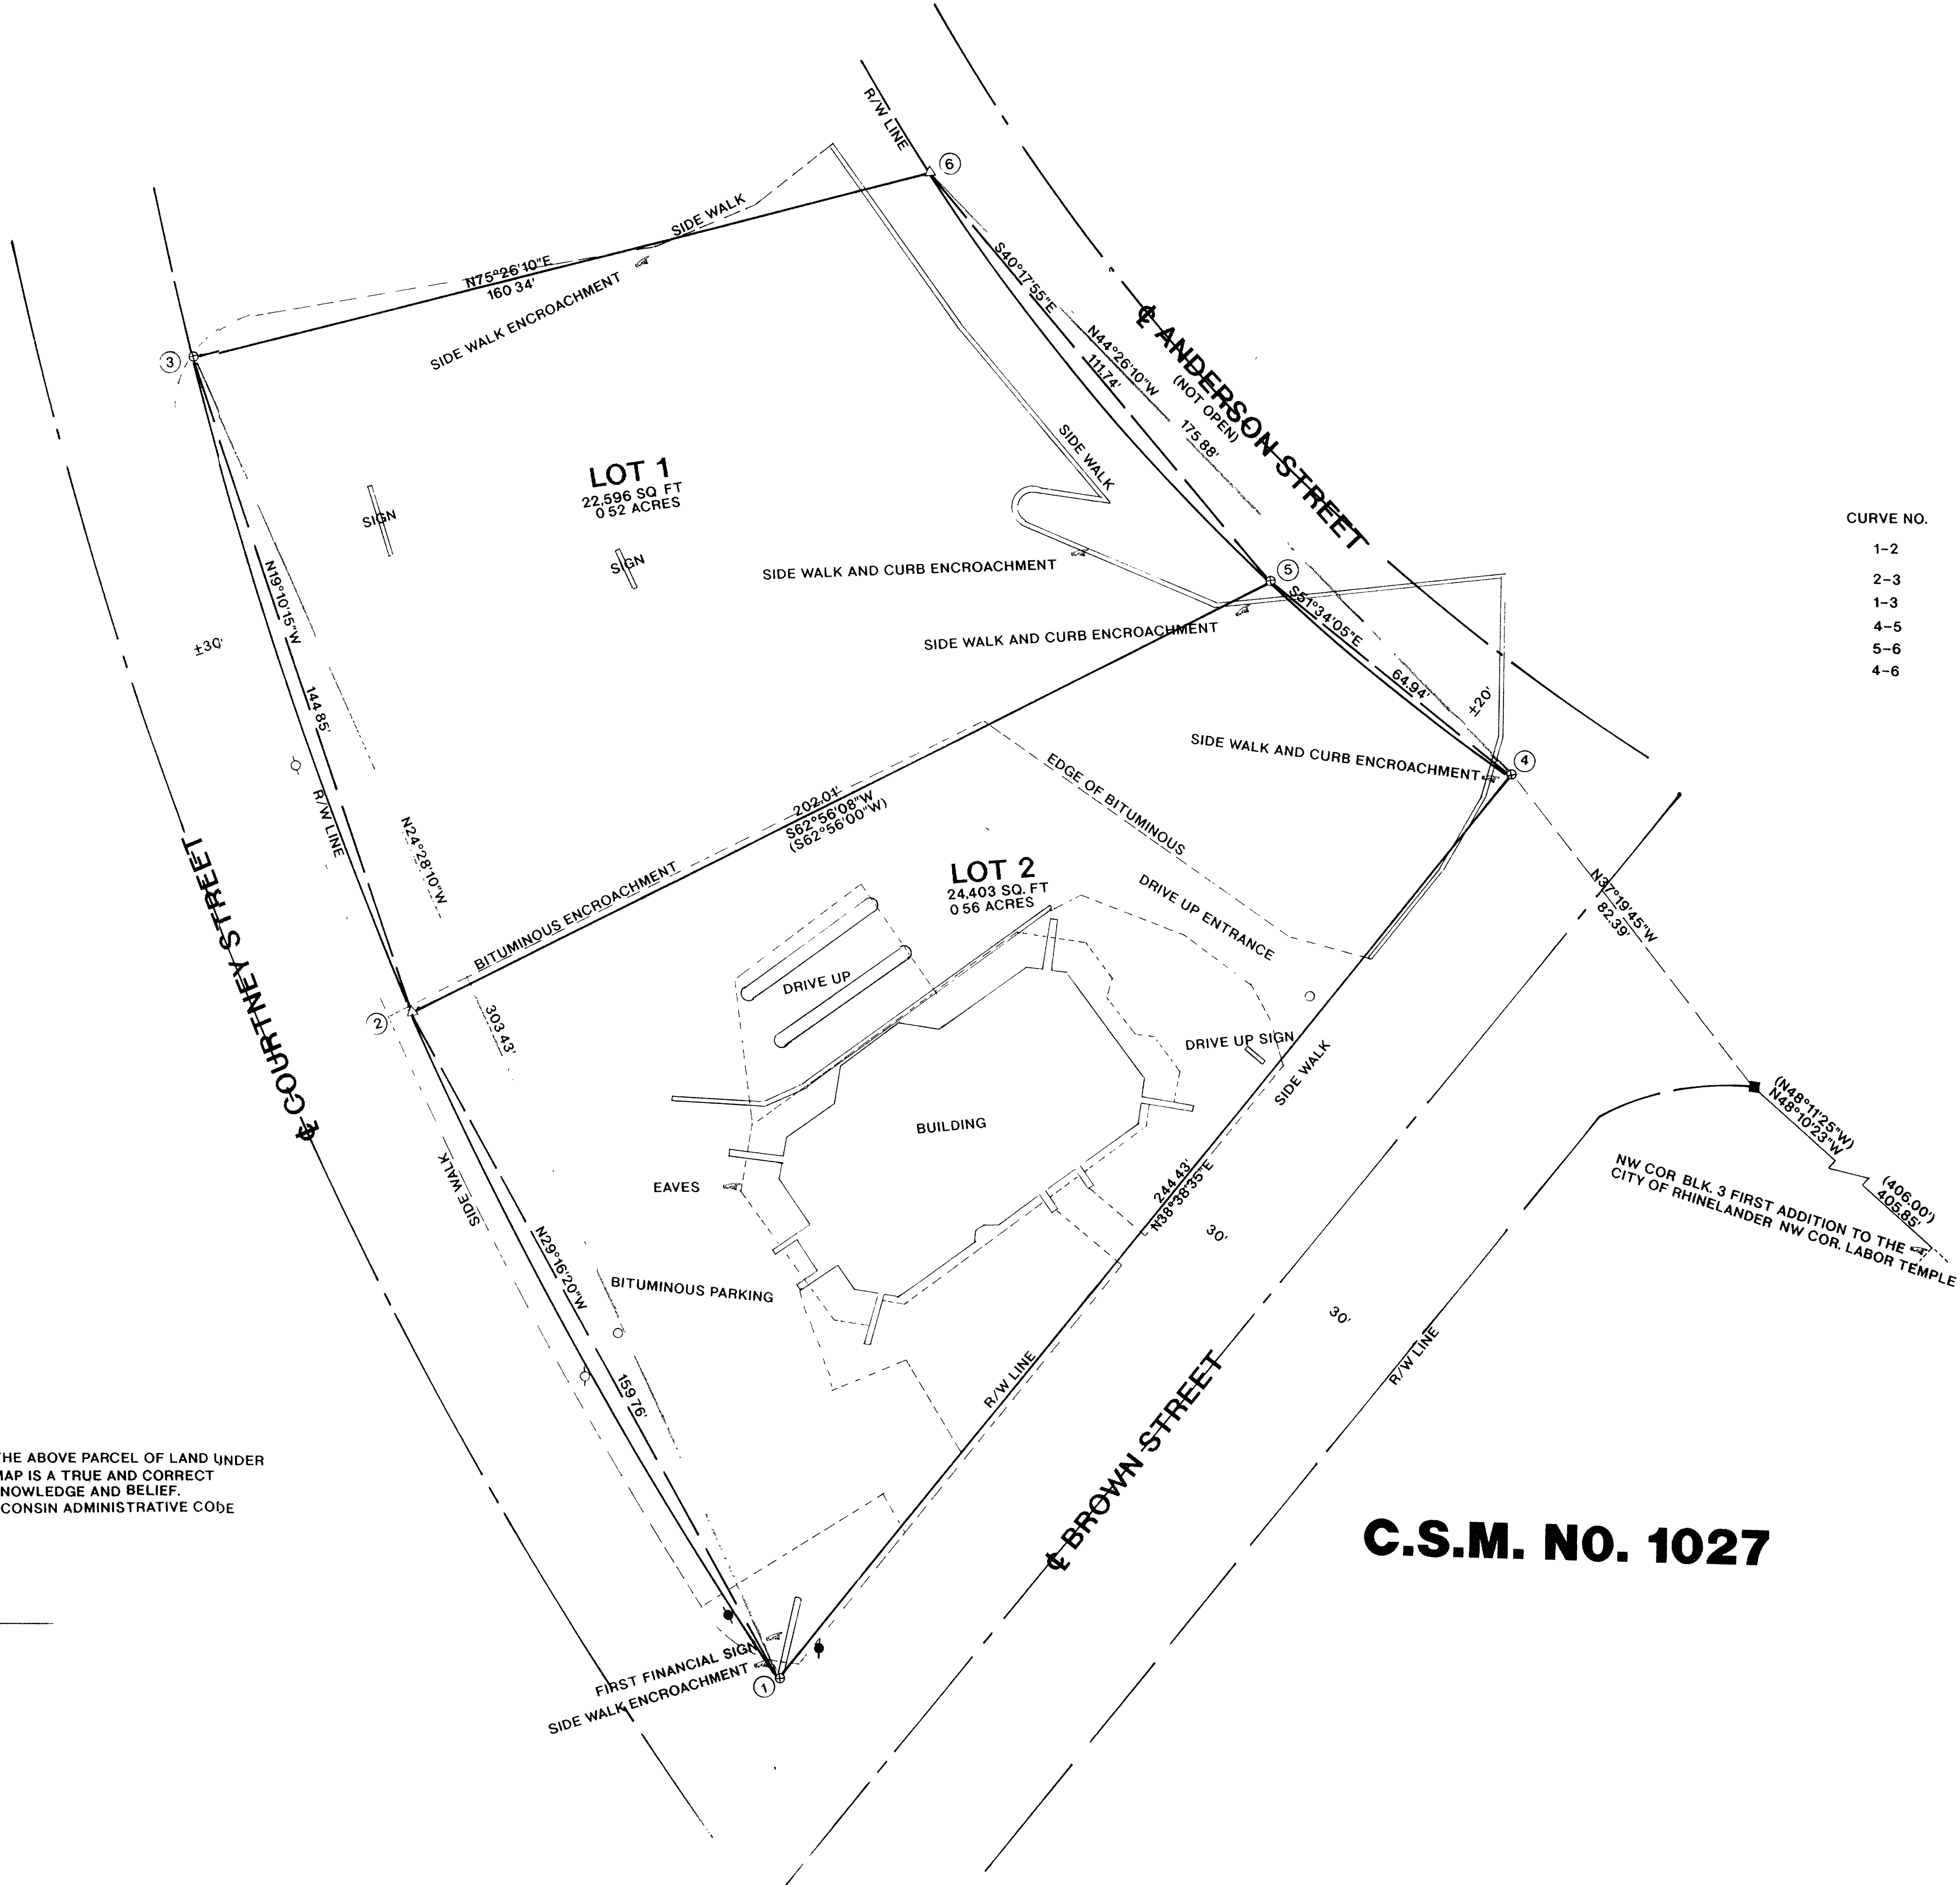 R/W LINE
6
SIDE WALK
N75°26'10"E
160 34'
SIDE WALK ENCROACHMENT
3
S40°17'55"E
111.74'
N44°26'10"W
175 88'
℄ ANDERSON STREET
(NOT OPEN)
SIDE WALK
LOT 1
22,596 SQ FT
0 52 ACRES
SIGN
SIGN
CURVE NO.
1-2
2-3
1-3
4-5
5-6
4-6
SIDE WALK AND CURB ENCROACHMENT
5
SIDE WALK AND CURB ENCROACHMENT
S51°34'05"E
64.94'
±20'
N19°10'15"W
144 85'
±30'
R/W LINE
N24°28'10"W
303 43'
SIDE WALK AND CURB ENCROACHMENT
4
202.01'
S62°56'08"W
(S62°56'00"W)
BITUMINOUS ENCROACHMENT
EDGE OF BITUMINOUS
LOT 2
24,403 SQ. FT
0 56 ACRES
DRIVE UP ENTRANCE
DRIVE UP
N37°19'45"W
82.39'
℄ COURTNEY STREET
2
DRIVE UP SIGN
SIDE WALK
BUILDING
(N48°11'25"W)
N48°10'23"W
(406.00')
405.85'
NW COR BLK. 3 FIRST ADDITION TO THE
CITY OF RHINELANDER NW COR. LABOR TEMPLE
SIDE WALK
EAVES
244 43'
N38°38'35"E
30'
30'
N29°16'20"W
159 76'
BITUMINOUS PARKING
R/W LINE
R/W LINE
℄ BROWN STREET
THE ABOVE PARCEL OF LAND UNDER
MAP IS A TRUE AND CORRECT
NOWLEDGE AND BELIEF.
CONSIN ADMINISTRATIVE CODE
C.S.M. NO. 1027
FIRST FINANCIAL SIGN
SIDE WALK ENCROACHMENT
1